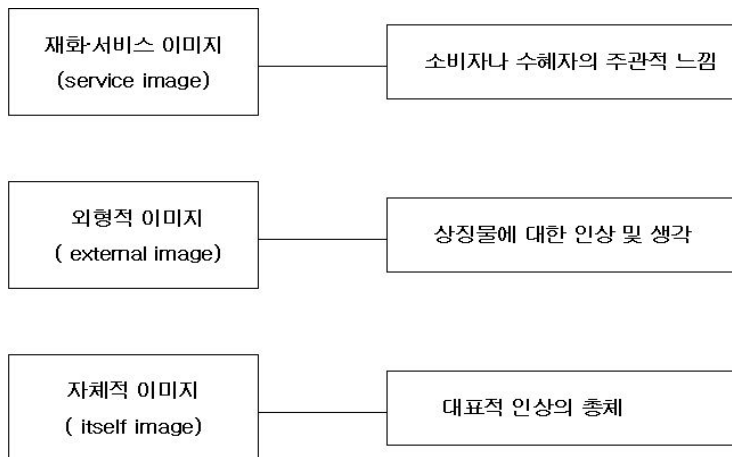 재화·서비스 이미지
(service image)
소비자나 수혜자의 주관적 느낌
외형적 이미지
( external image)
상징물에 대한 인상 및 생각
자체적 이미지
( itself image)
대표적 인상의 총체